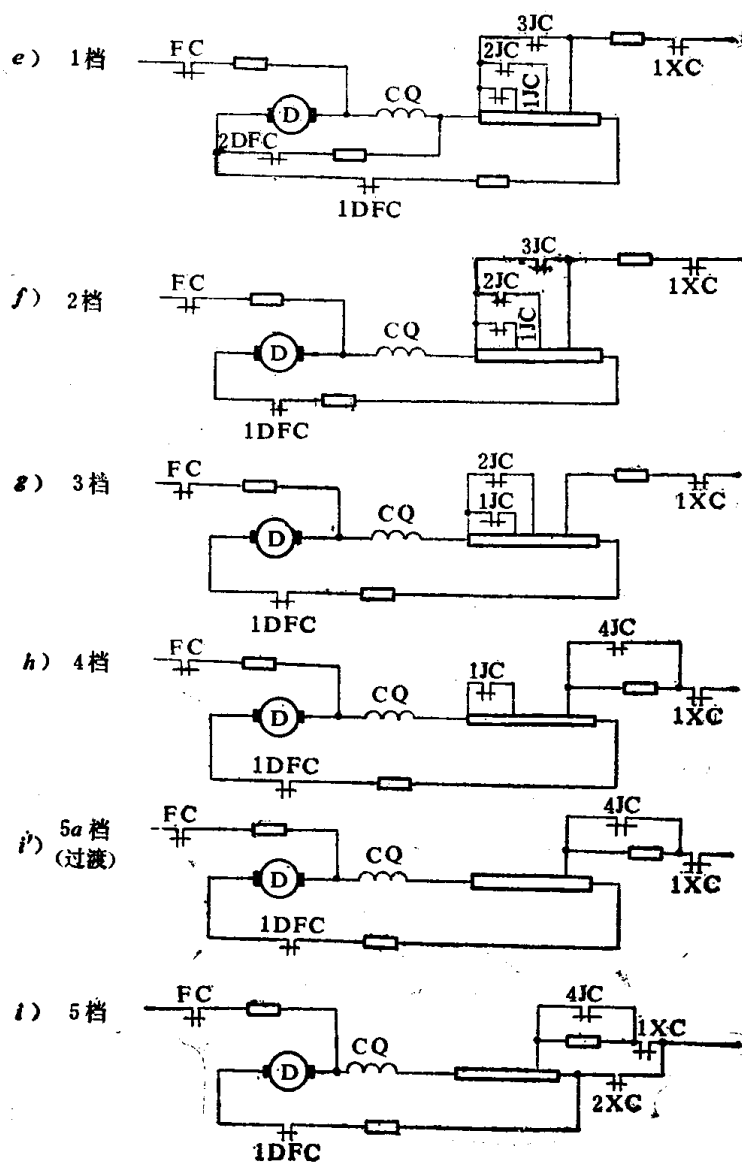 3JC
e) 1档 FC 2JC 1XC
CQ 1JC
D
2DFC
1DFC
3JC
f) 2档 FC 2JC 1XC
CQ 1JC
D
1DFC
g) 3档 FC 2JC 1XC
1JC
CQ
D
1DFC
h) 4档 FC 4JC
1JC
CQ 1XC
D
1DFC
i') 5a档 FC 4JC
(过渡)
CQ 1XC
D
1DFC
i) 5档 FC 4JC 1XC
CQ
D 2XC
1DFC